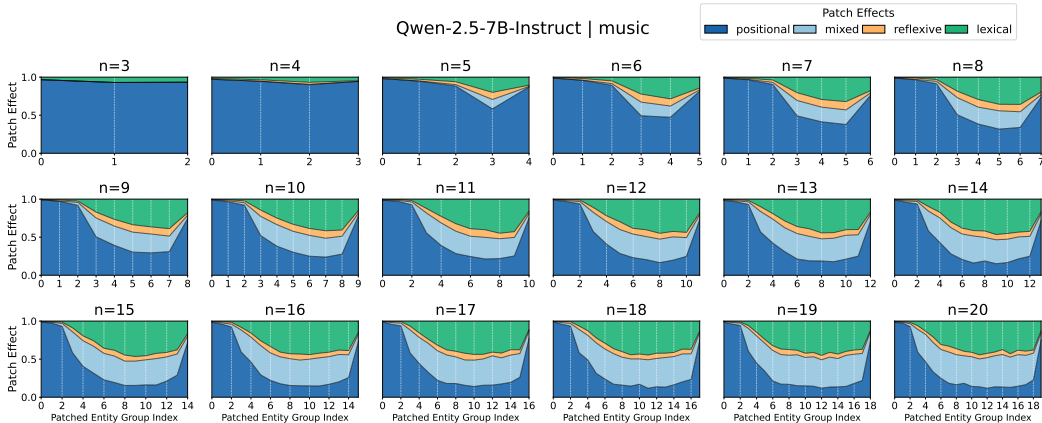 Qwen-2.5-7B-Instruct | music
Patch Effects
positional mixed reflexive lexical
n=3 n=4 n=5 n=6 n=7 n=8
Patch Effect
1.0
0.5
0.0
0 1 2 0 1 2 3 0 1 2 3 4 0 1 2 3 4 5 0 1 2 3 4 5 6 0 1 2 3 4 5 6 7
n=9 n=10 n=11 n=12 n=13 n=14
Patch Effect
1.0
0.5
0.0
0 1 2 3 4 5 6 7 8 0 1 2 3 4 5 6 7 8 9 0 2 4 6 8 10 0 2 4 6 8 10 0 2 4 6 8 10 12 0 2 4 6 8 10 12
n=15 n=16 n=17 n=18 n=19 n=20
Patch Effect
1.0
0.5
0.0
0 2 4 6 8 10 12 14 0 2 4 6 8 10 12 14 0 2 4 6 8 10 12 14 16 0 2 4 6 8 10 12 14 16 0 2 4 6 8 10 12 14 16 18 0 2 4 6 8 10 12 14 16 18
Patched Entity Group Index Patched Entity Group Index Patched Entity Group Index Patched Entity Group Index Patched Entity Group Index Patched Entity Group Index